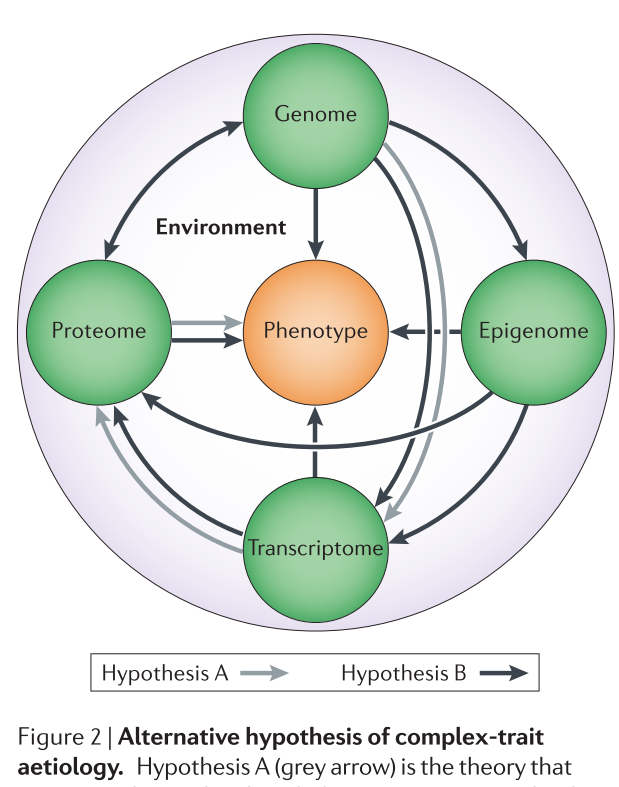 Genome
Environment
Proteome
Phenotype
Epigenome
Transcriptome
Hypothesis A
Hypothesis B
Figure 2 | Alternative hypothesis of complex-trait
aetiology. Hypothesis A (grey arrow) is the theory that